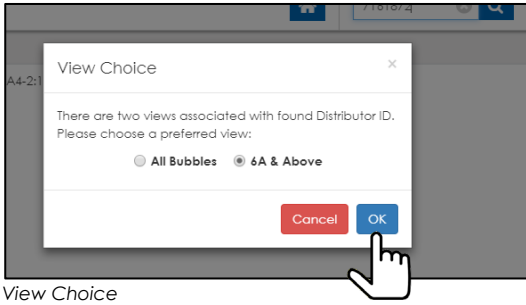 7181872
A4-2:1
View Choice
×
There are two views associated with found Distributor ID.
Please choose a preferred view:
All Bubbles 6A & Above
Cancel OK
View Choice